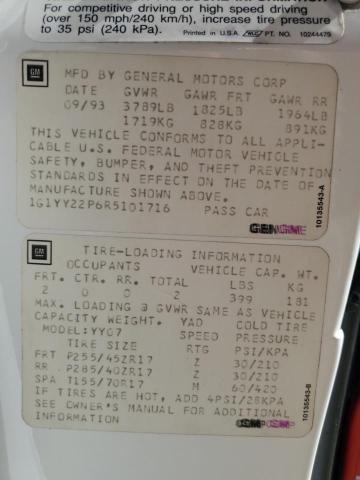 For competitive driving or high speed driving
(over 150 mph/240 km/h), increase tire pressure
to 35 psi (240 kPa). Printed in U.S.A. PT. NO. 10244479
GM
MFD BY GENERAL MOTORS CORP
DATE GVWR GAWR FRT GAWR RR
09/93 3789LB 1825LB 1964LB
1719KG 828KG 891KG
THIS VEHICLE CONFORMS TO ALL APPLI-
CABLE U.S. FEDERAL MOTOR VEHICLE
SAFETY, BUMPER, AND THEFT PREVENTION
STANDARDS IN EFFECT ON THE DATE OF
MANUFACTURE SHOWN ABOVE.
1G1YY22P6R5101716 PASS CAR
10135543-A
GM
TIRE-LOADING INFORMATION
OCCUPANTS VEHICLE CAP. WT.
FRT. CTR. RR. TOTAL LBS KG
2 0 0 2 399 181
MAX. LOADING @ GVWR SAME AS VEHICLE
CAPACITY WEIGHT. YAD COLD TIRE
MODEL:YY07 SPEED PRESSURE
TIRE SIZE RTG PSI/KPA
FRT P255/45ZR17 Z 30/210
RR P285/40ZR17 Z 30/210
SPA T155/70R17 M 60/420
IF TIRES ARE HOT, ADD 4PSI/28KPA
SEE OWNER'S MANUAL FOR ADDITIONAL
INFORMATION
10135543-B